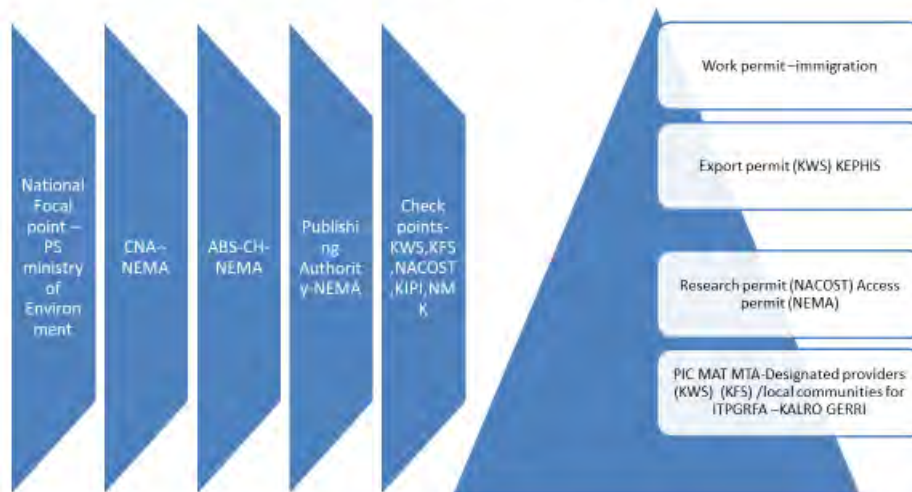 National
Focal
point –
PS
ministry
of
Environ
ment
CNA–
NEMA
ABS-CH-
NEMA
Publishi
ng
Authorit
y-NEMA
Check
points-
KWS,KFS
,NACOST
,KIPI,NM
K
Work permit –immigration
Export permit (KWS) KEPHIS
Research permit (NACOST) Access
permit (NEMA)
PIC MAT MTA-Designated providers
(KWS) (KFS) /local communities for
ITPGRFA –KALRO GERRI